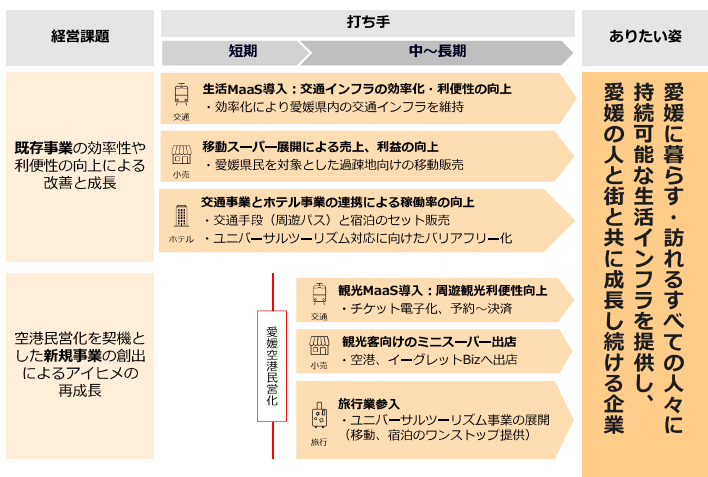 経営課題
打ち手
短期
中～長期
ありたい姿
既存事業の効率性や
利便性の向上による
改善と成長
交通
生活MaaS導入：交通インフラの効率化・利便性の向上
・効率化により愛媛県内の交通インフラを維持
小売
移動スーパー展開による売上、利益の向上
・愛媛県民を対象とした過疎地向けの移動販売
ホテル
交通事業とホテル事業の連携による稼働率の向上
・交通手段（周遊パス）と宿泊のセット販売
・ユニバーサルツーリズム対応に向けたバリアフリー化
空港民営化を契機と
した新規事業の創出
によるアイヒメの
再成長
愛媛空港民営化
交通
観光MaaS導入：周遊観光利便性向上
・チケット電子化、予約～決済
小売
観光客向けのミニスーパー出店
・空港、イーグレットBizへ出店
旅行
旅行業参入
・ユニバーサルツーリズム事業の展開
（移動、宿泊のワンストップ提供）
愛媛に暮らす・訪れるすべての人々に
持続可能な生活インフラを提供し、
愛媛の人と街と共に成長し続ける企業